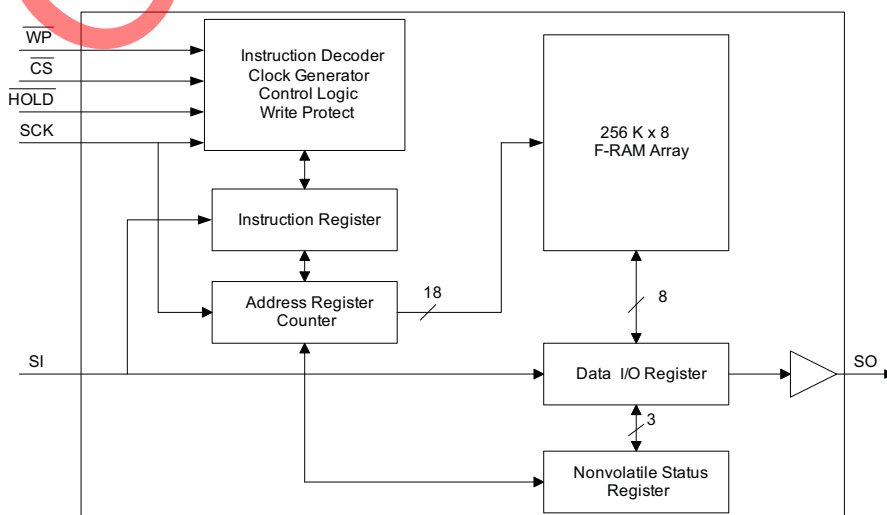 WP
CS
HOLD
SCK
Instruction Decoder
Clock Generator
Control Logic
Write Protect
256 K x 8
F-RAM Array
Instruction Register
Address Register
Counter
18
8
SI
Data I/O Register
SO
3
Nonvolatile Status
Register